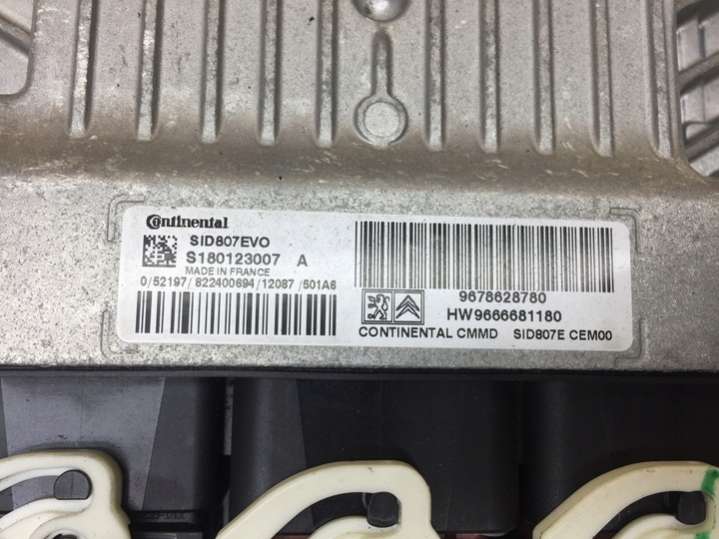 Continental
SID807EVO
S180123007 A
MADE IN FRANCE
0/52197/822400694/12087/501A6
9678628780
HW9666681180
CONTINENTAL CMMD SID807E CEM00